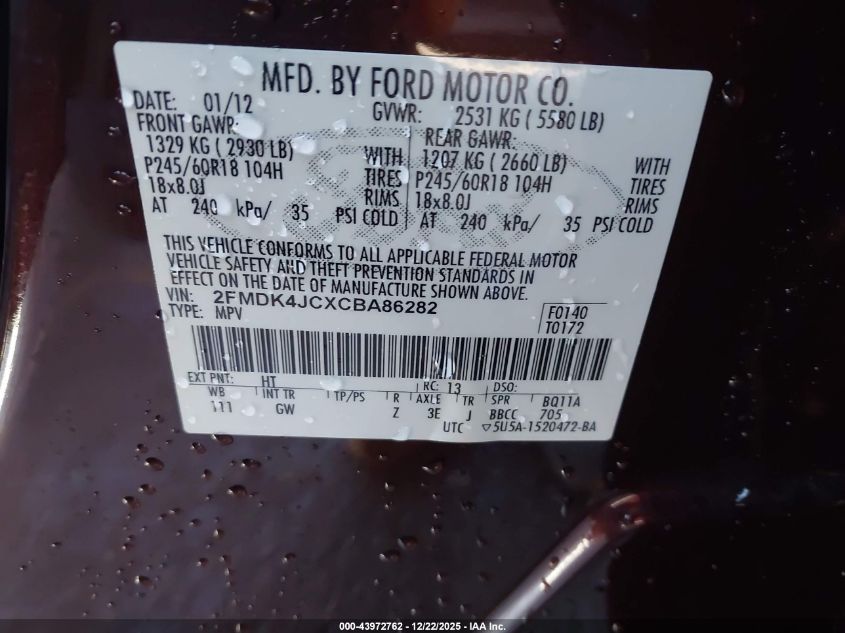 MFD. BY FORD MOTOR CO.
DATE: 01/12 GVWR: 2531 KG ( 5580 LB)
FRONT GAWR: REAR GAWR:
1329 KG ( 2930 LB) WITH 1207 KG ( 2660 LB) WITH
P245/60R18 104H TIRES P245/60R18 104H TIRES
18x8.0J RIMS 18x8.0J RIMS
AT 240 kPa/ 35 PSI COLD AT 240 kPa/ 35 PSI COLD
THIS VEHICLE CONFORMS TO ALL APPLICABLE FEDERAL MOTOR
VEHICLE SAFETY AND THEFT PREVENTION STANDARDS IN
EFFECT ON THE DATE OF MANUFACTURE SHOWN ABOVE.
VIN: 2FMDK4JCXCBA86282 F0140
TYPE: MPV T0172
EXT PNT: HT RC: 13 DSO:
WB INT TR TP/PS R AXLE TR SPR BQ11A
111 GW Z 3E J BBCC 705
UTC ▽5U5A-1520472-BA
000-43972762 - 12/22/2025 - IAA Inc.